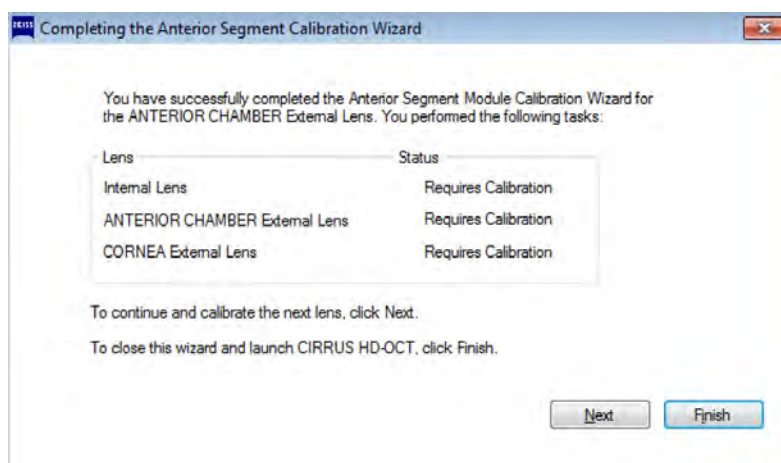 ZEISS Completing the Anterior Segment Calibration Wizard
You have successfully completed the Anterior Segment Module Calibration Wizard for
the ANTERIOR CHAMBER External Lens. You performed the following tasks:
Lens Status
Internal Lens Requires Calibration
ANTERIOR CHAMBER External Lens Requires Calibration
CORNEA External Lens Requires Calibration
To continue and calibrate the next lens, click Next.
To close this wizard and launch CIRRUS HD-OCT, click Finish.
Next Finish